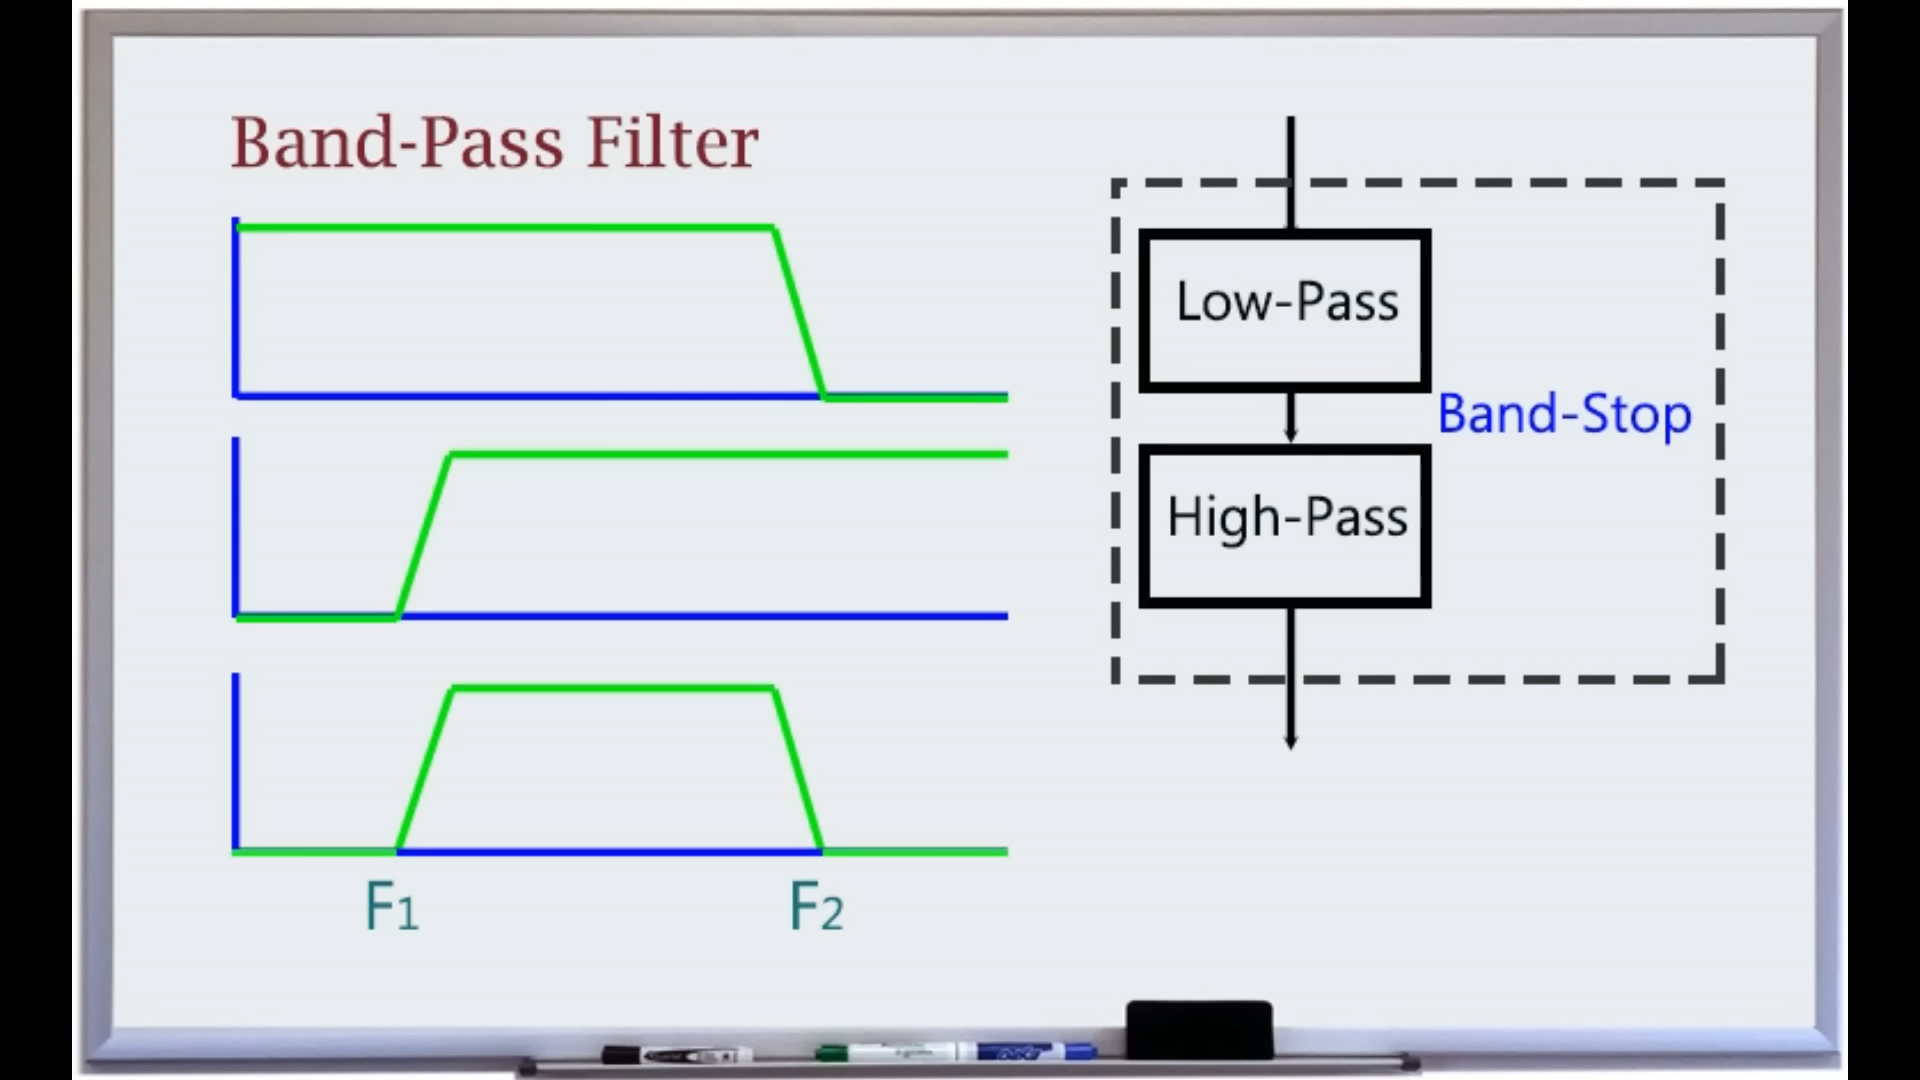 Band-Pass Filter
Low-Pass
Band-Stop
High-Pass
F1
F2